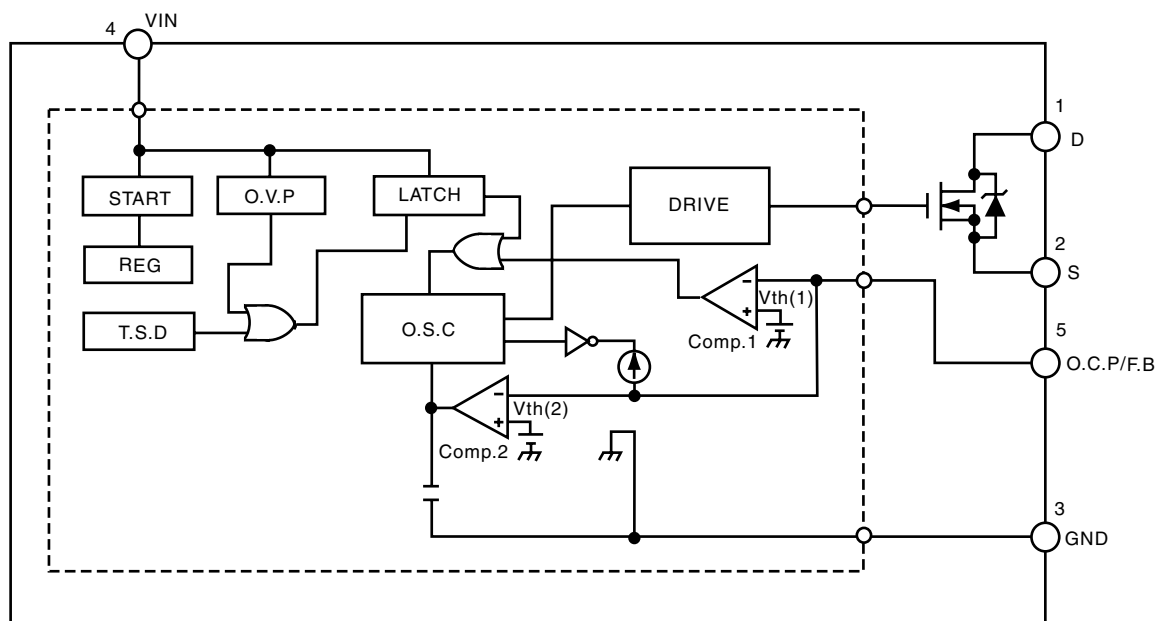 VIN
4
1
D
START
O.V.P
LATCH
DRIVE
REG
2
S
Vth(1)
T.S.D
O.S.C
Comp.1
5
O.C.P/F.B
Vth(2)
Comp.2
3
GND